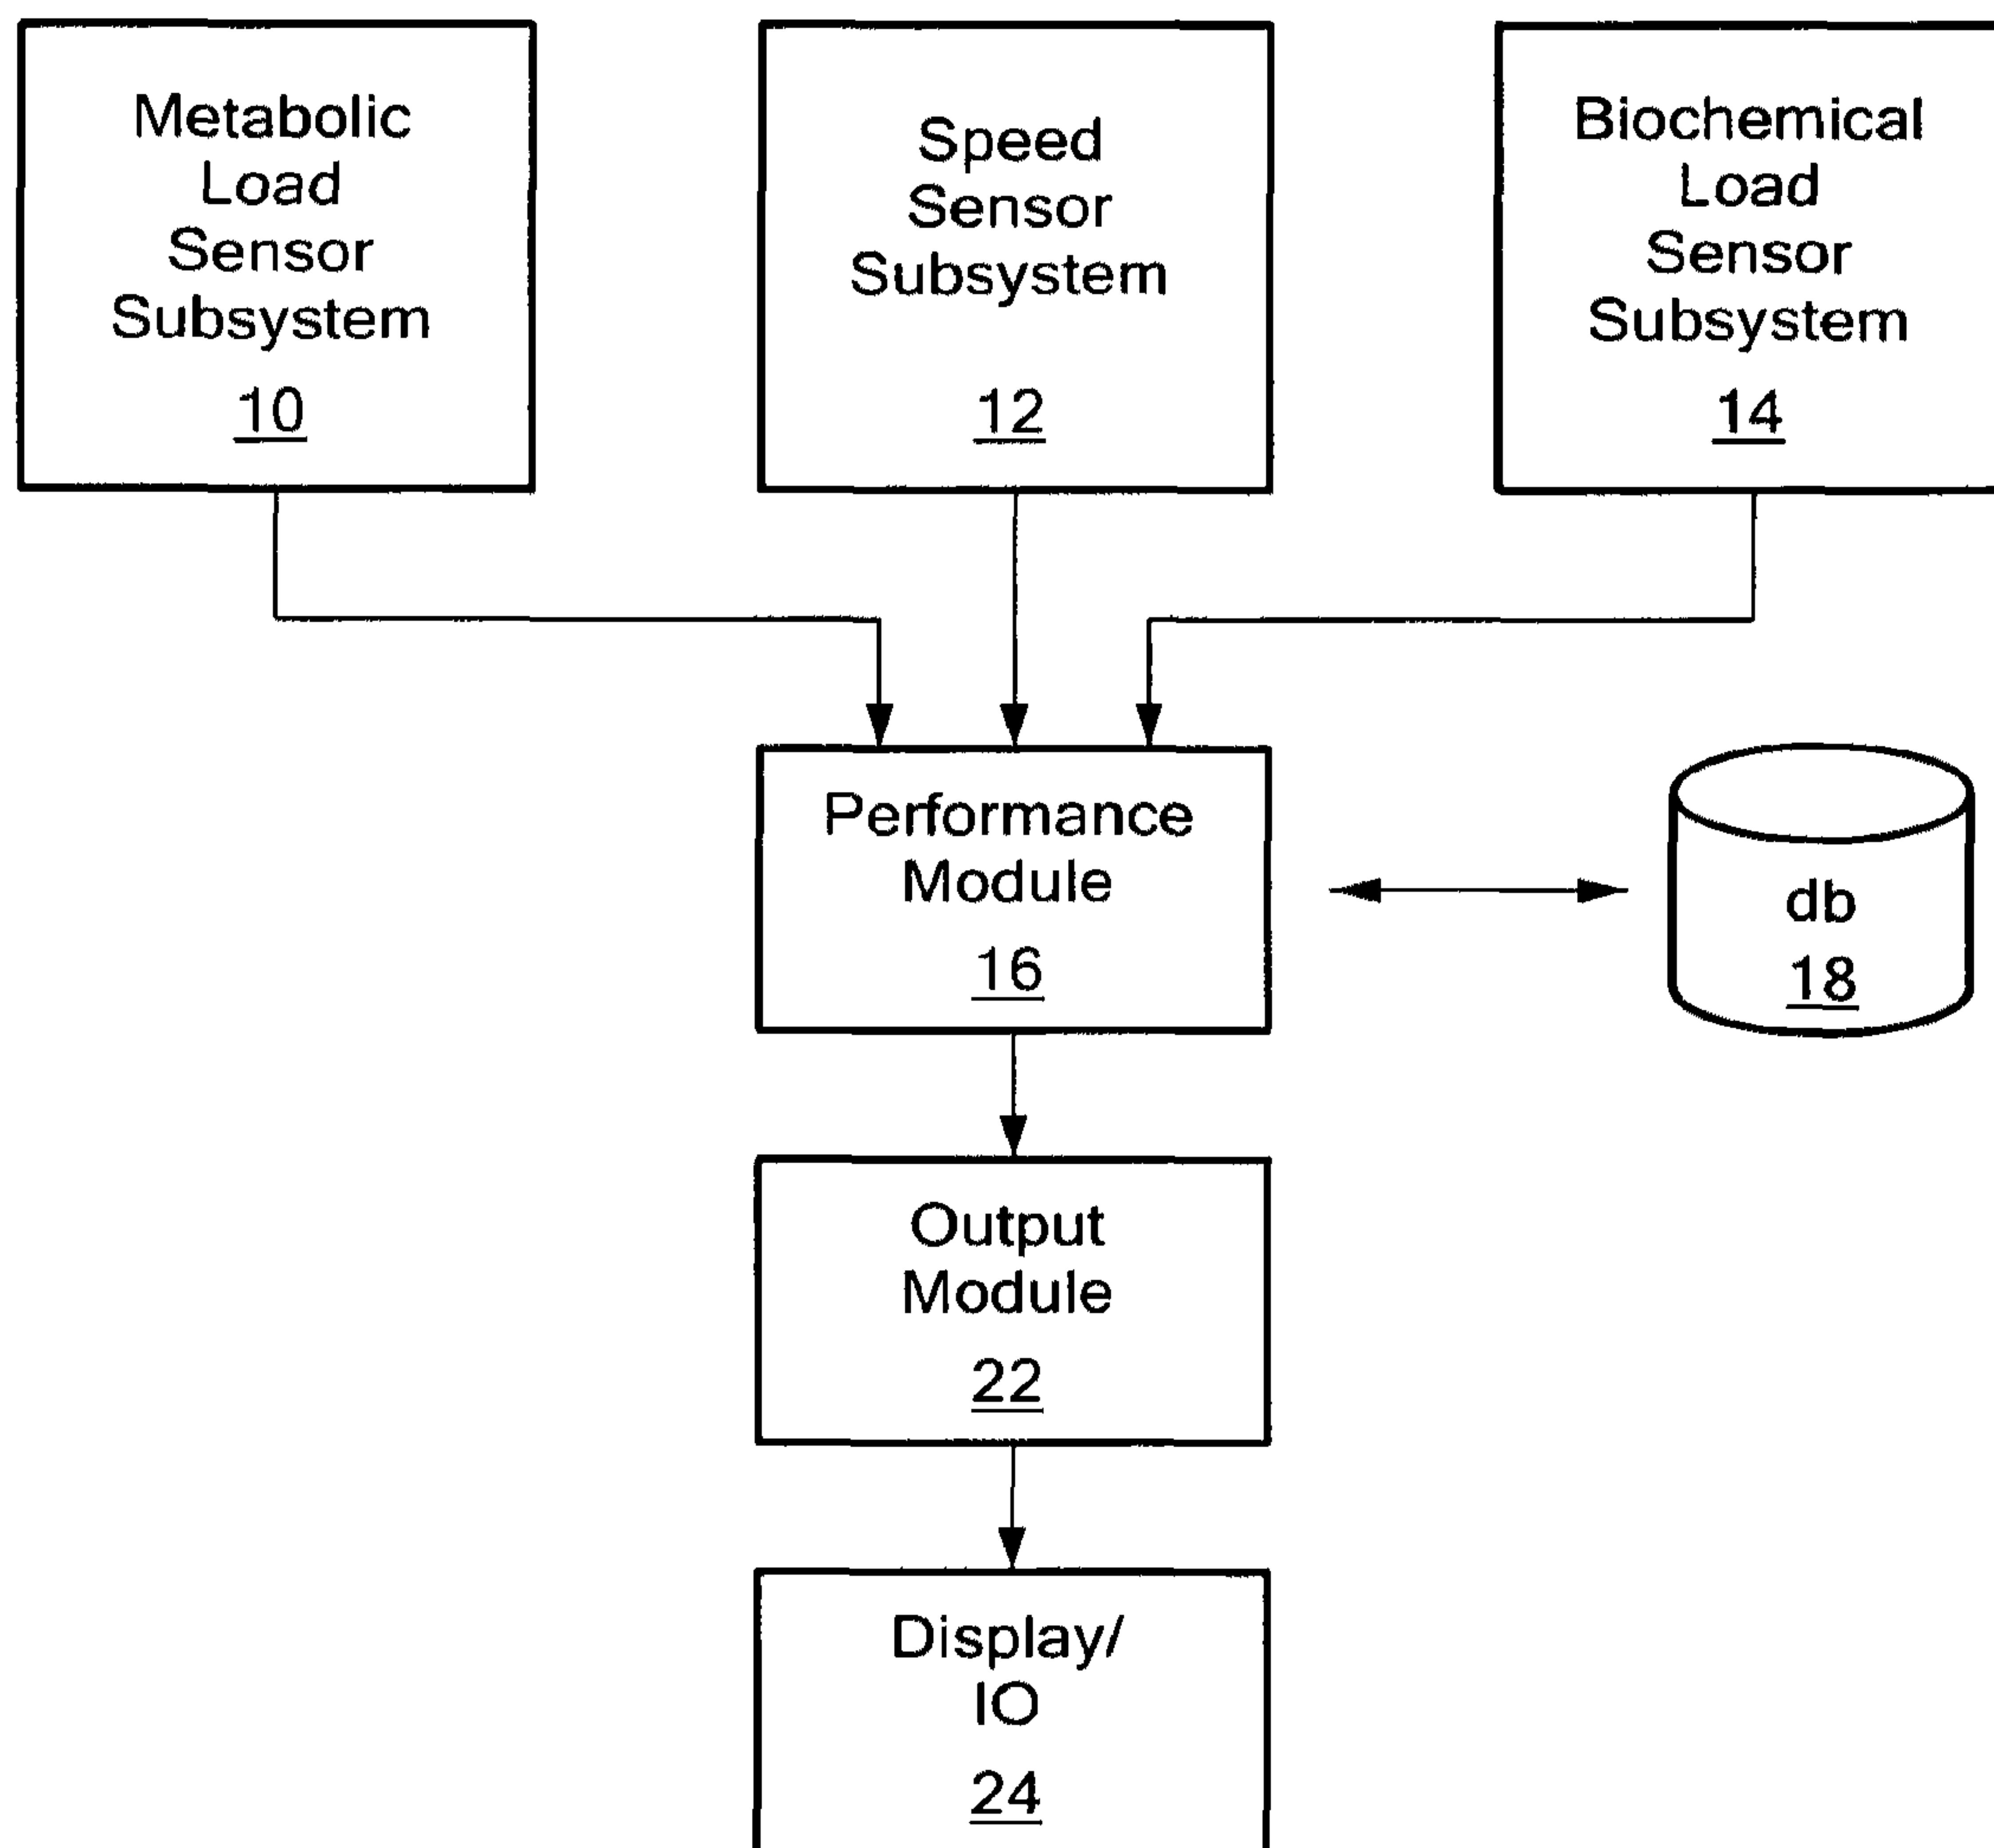 Metabolic
Load
Sensor
Subsystem
10
Speed
Sensor
Subsystem
12
Biochemical
Load
Sensor
Subsystem
14
Performance
Module
16
db
18
Output
Module
22
Display/
IO
24